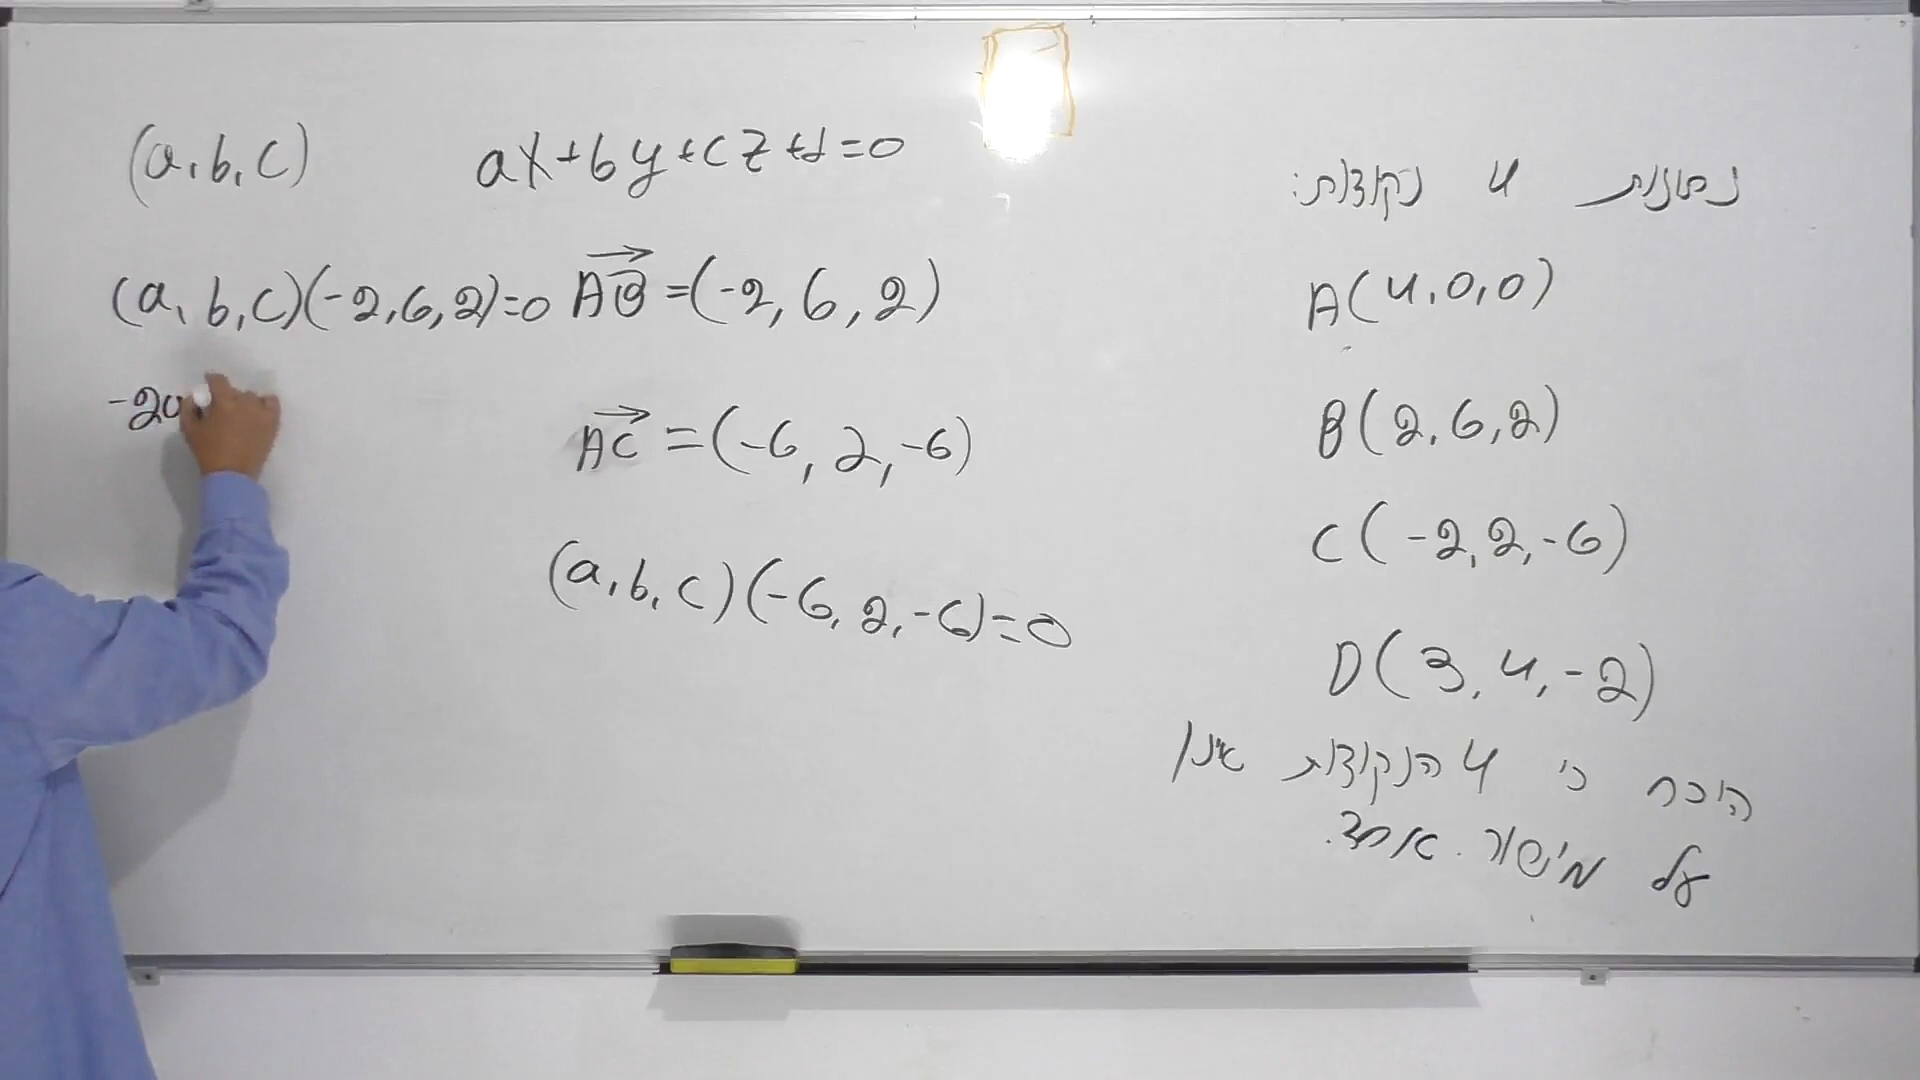 נתונות 4 נקודות:
A(4,0,0)
B(2,6,2)
C(-2,2,-6)
D(3,4,-2)
הוכח כי 4 הנקודות אינן
על מישור אחד.
(a,b,c) ax+by+cz+d=0
(a,b,c)(-2,6,2)=0 AB→=(-2,6,2)
-2a
AC→=(-6,2,-6)
(a,b,c)(-6,2,-6)=0